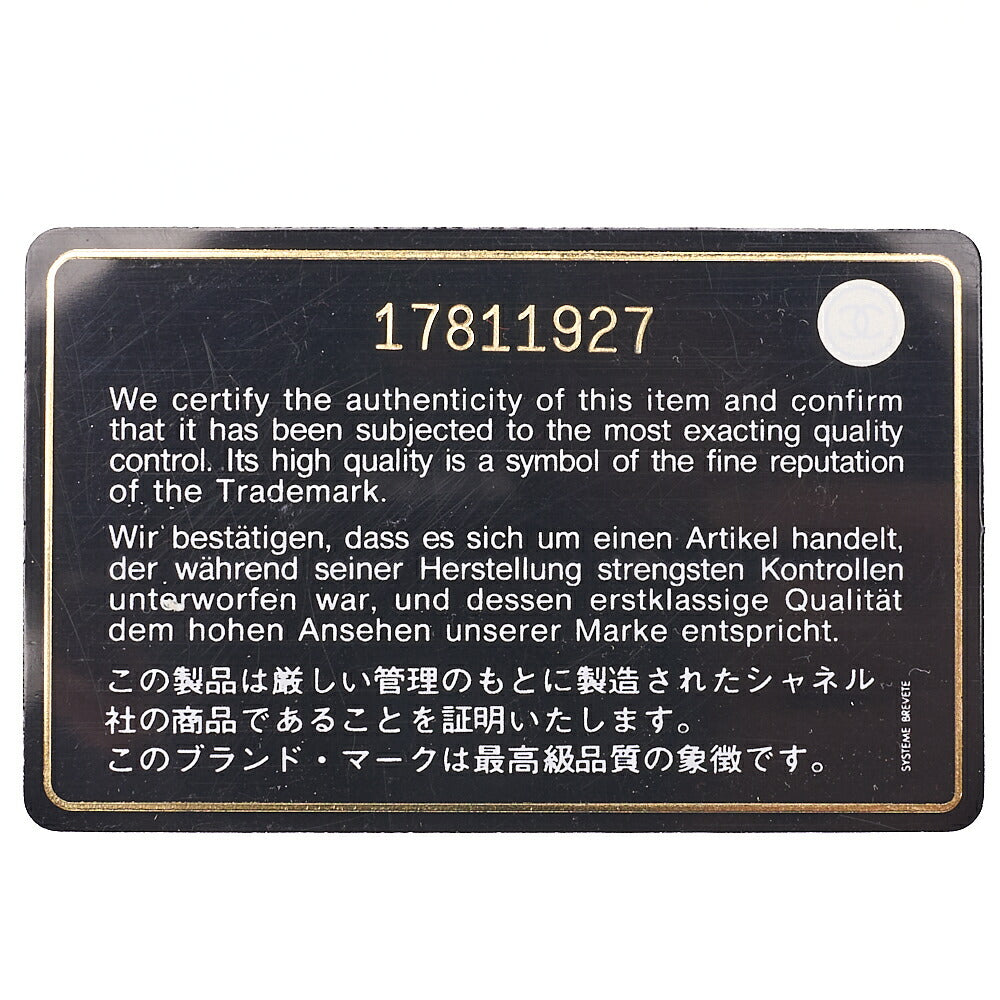 17811927
We certify the authenticity of this item and confirm
that it has been subjected to the most exacting quality
control. Its high quality is a symbol of the fine reputation
of the Trademark.
Wir bestätigen, dass es sich um einen Artikel handelt,
der während seiner Herstellung strengsten Kontrollen
unterworfen war, und dessen erstklassige Qualität
dem hohen Ansehen unserer Marke entspricht.
この製品は厳しい管理のもとに製造されたシャネル
社の商品であることを証明いたします。
このブランド・マークは最高級品質の象徴です。
SYSTEME BREVETE